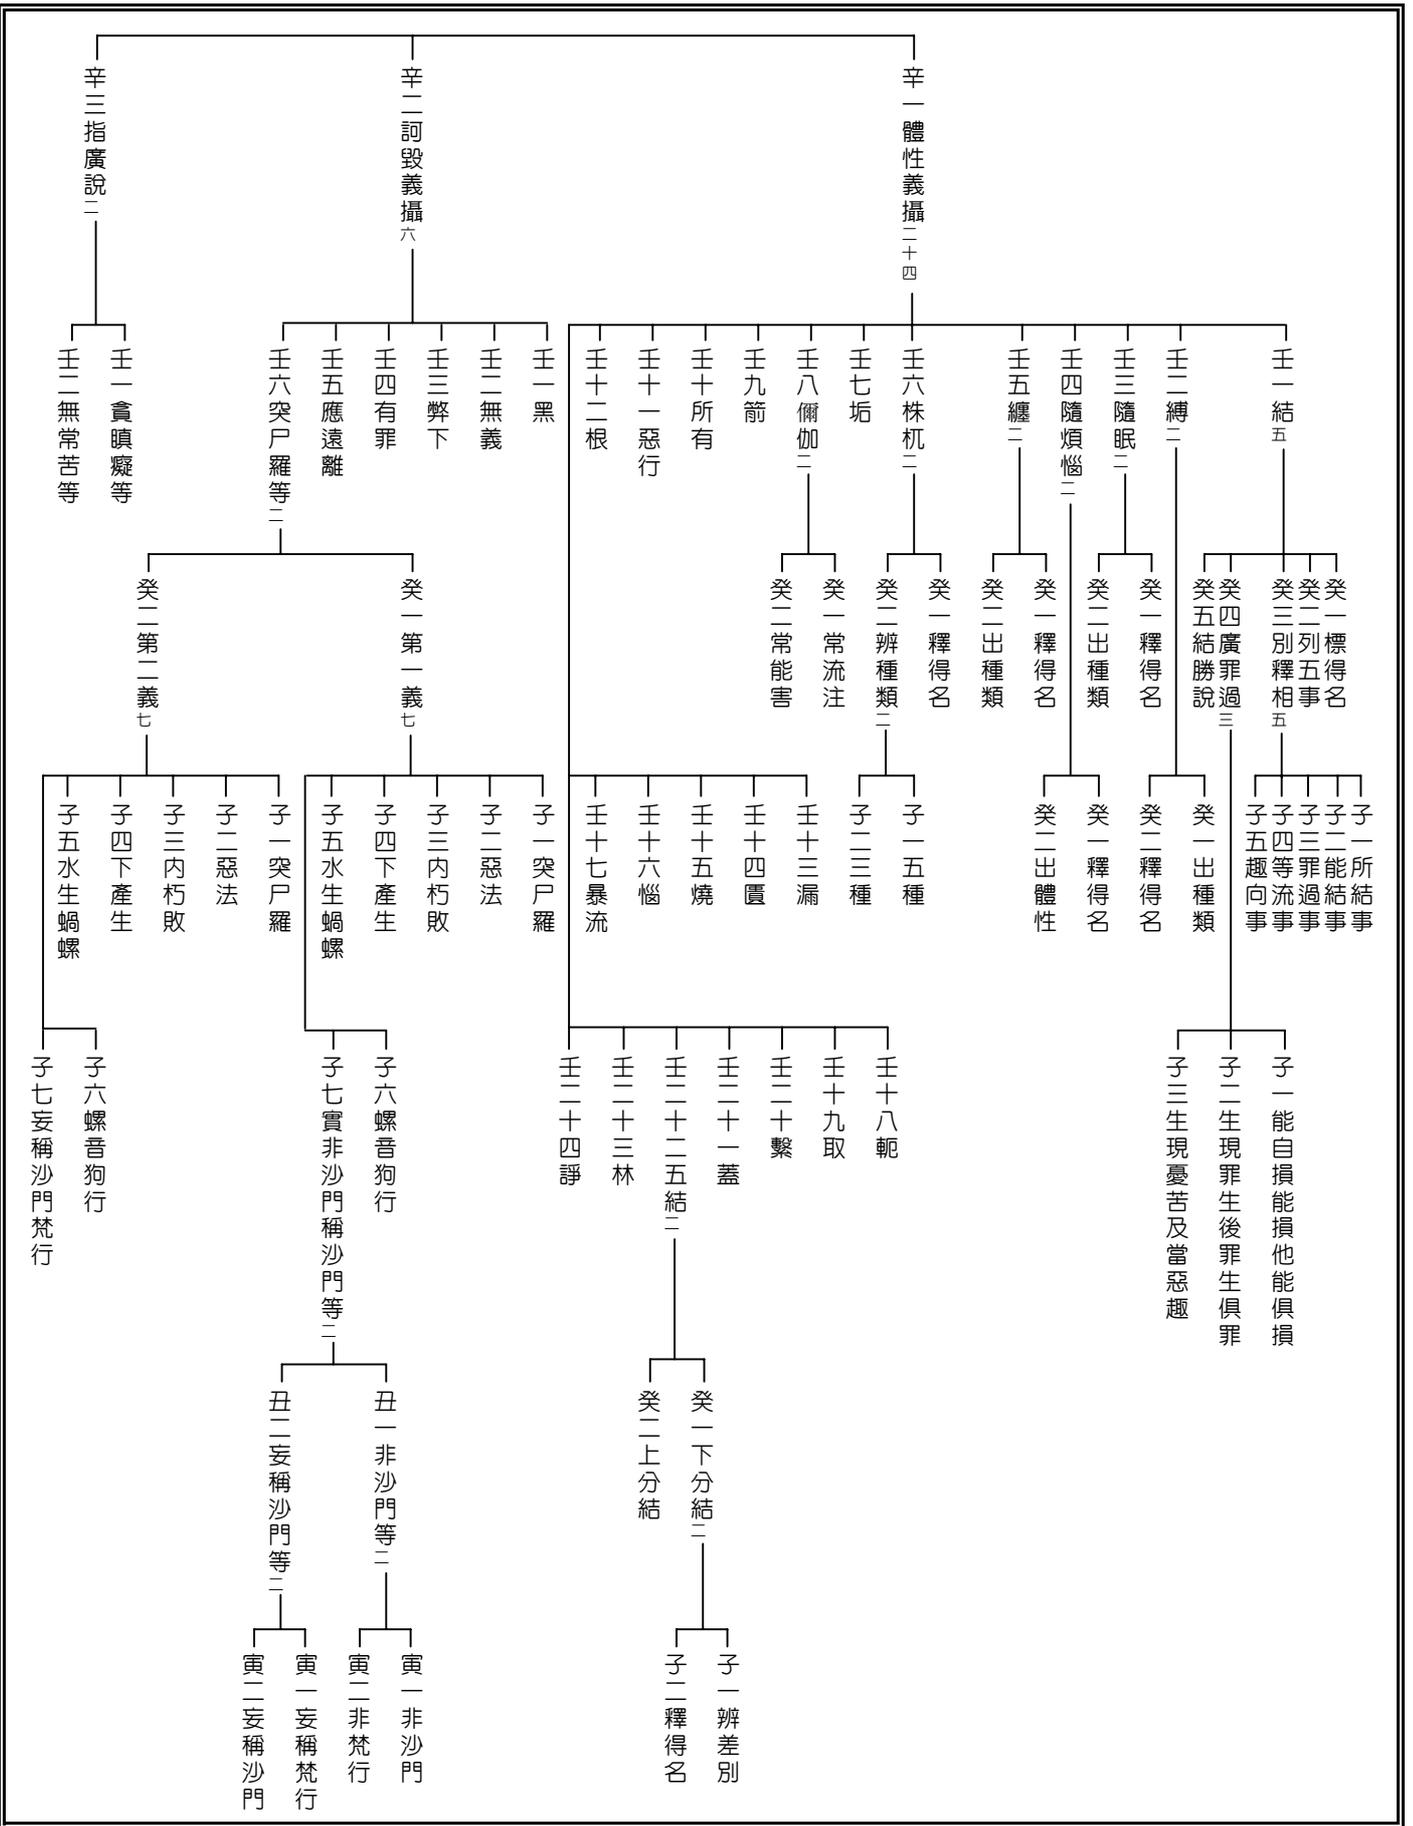 辛一體性義攝二十四
辛二訶毀義攝六
辛三指廣說二
壬一結五
壬二縛二
壬三隨眠二
壬四隨煩惱二
壬五纏二
壬六株杌二
壬七垢
壬八儞伽二
壬九箭
壬十所有
壬十一惡行
壬十二根
壬一黑
壬二無義
壬三弊下
壬四有罪
壬五應遠離
壬六突尸羅等二
壬一貪瞋癡等
壬二無常苦等
癸一標得名
癸二列五事
癸三別釋相五
癸四廣罪過三
癸五結勝說
癸一釋得名
癸二出種類
癸一釋得名
癸二出種類
癸一釋得名
癸二辨種類二
癸一常流注
癸二常能害
癸一第一義七
癸二第二義七
子一所結事
子二能結事
子三罪過事
子四等流事
子五趣向事
癸一出種類
癸二釋得名
癸一釋得名
癸二出體性
子一五種
子二三種
壬十三漏
壬十四匱
壬十五燒
壬十六惱
壬十七暴流
子一突尸羅
子二惡法
子三内朽敗
子四下產生
子五水生蝸螺
子一突尸羅
子二惡法
子三内朽敗
子四下產生
子五水生蝸螺
子一能自損能損他能俱損
子二生現罪生後罪生俱罪
子三生現憂苦及當惡趣
壬十八軛
壬十九取
壬二十繫
壬二十一蓋
壬二十二五結二
壬二十三林
壬二十四諍
子六螺音狗行
子七實非沙門稱沙門等二
子六螺音狗行
子七妄稱沙門梵行
癸一下分結二
癸二上分結
丑一非沙門等二
丑二妄稱沙門等二
子一辨差別
子二釋得名
寅一非沙門
寅二非梵行
寅一妄稱梵行
寅二妄稱沙門